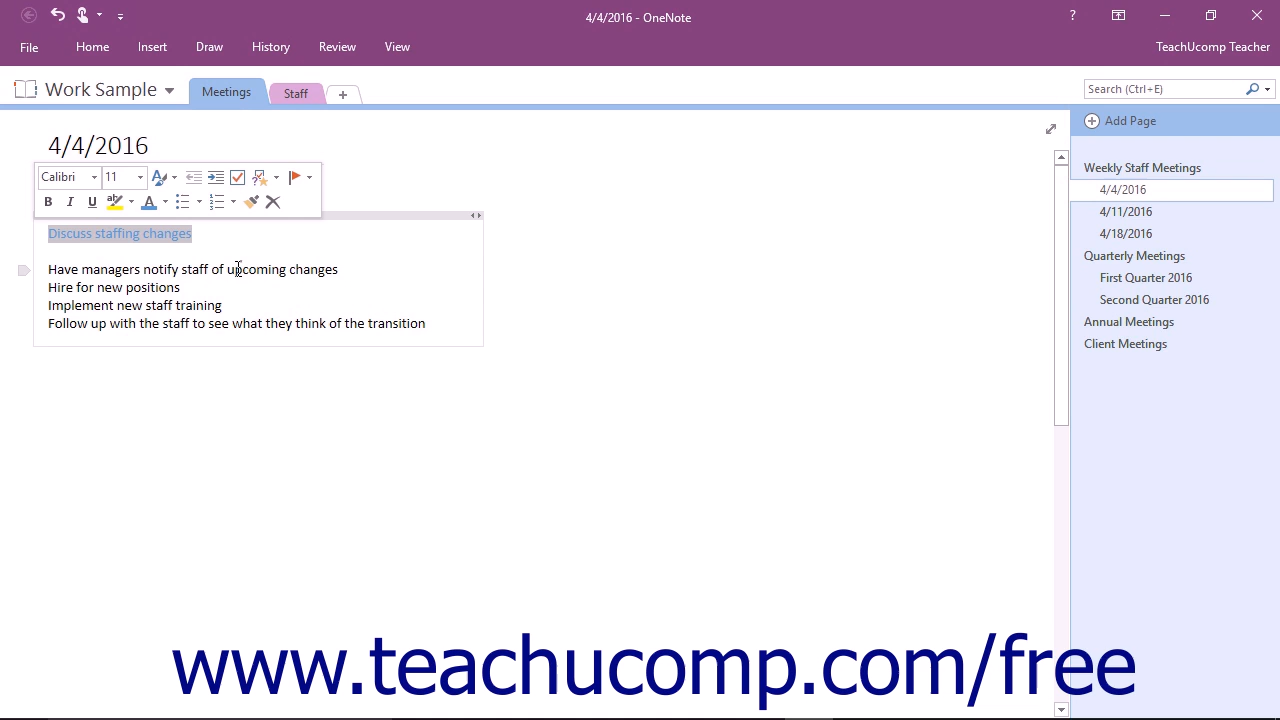 4/4/2016 - OneNote
?
File Home Insert Draw History Review View TeachUcomp Teacher
Work Sample Meetings Staff + Search (Ctrl+E)
Add Page
4/4/2016
Calibri 11
B I U ab A
Discuss staffing changes
Have managers notify staff of upcoming changes
Hire for new positions
Implement new staff training
Follow up with the staff to see what they think of the transition
Weekly Staff Meetings
4/4/2016
4/11/2016
4/18/2016
Quarterly Meetings
First Quarter 2016
Second Quarter 2016
Annual Meetings
Client Meetings
www.teachucomp.com/free